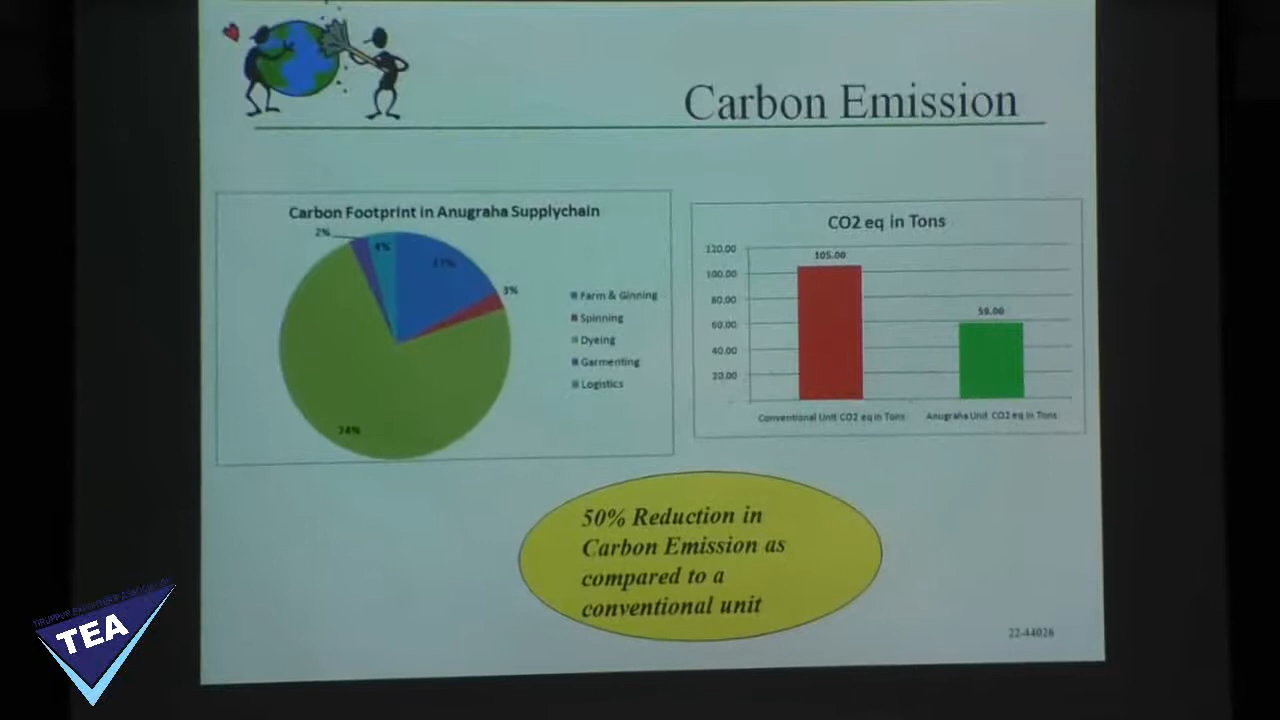 Carbon Emission
Carbon Footprint in Anugraha Supplychain
2%
4%
17%
3%
74%
Farm & Ginning
Spinning
Dyeing
Garmenting
Logistics
CO2 eq in Tons
120.00
100.00
80.00
60.00
40.00
20.00
-
105.00
59.00
Conventional Unit CO2 eq in Tons
Anugraha Unit CO2 eq in Tons
50% Reduction in
Carbon Emission as
compared to a
conventional unit
22-44026
TEA